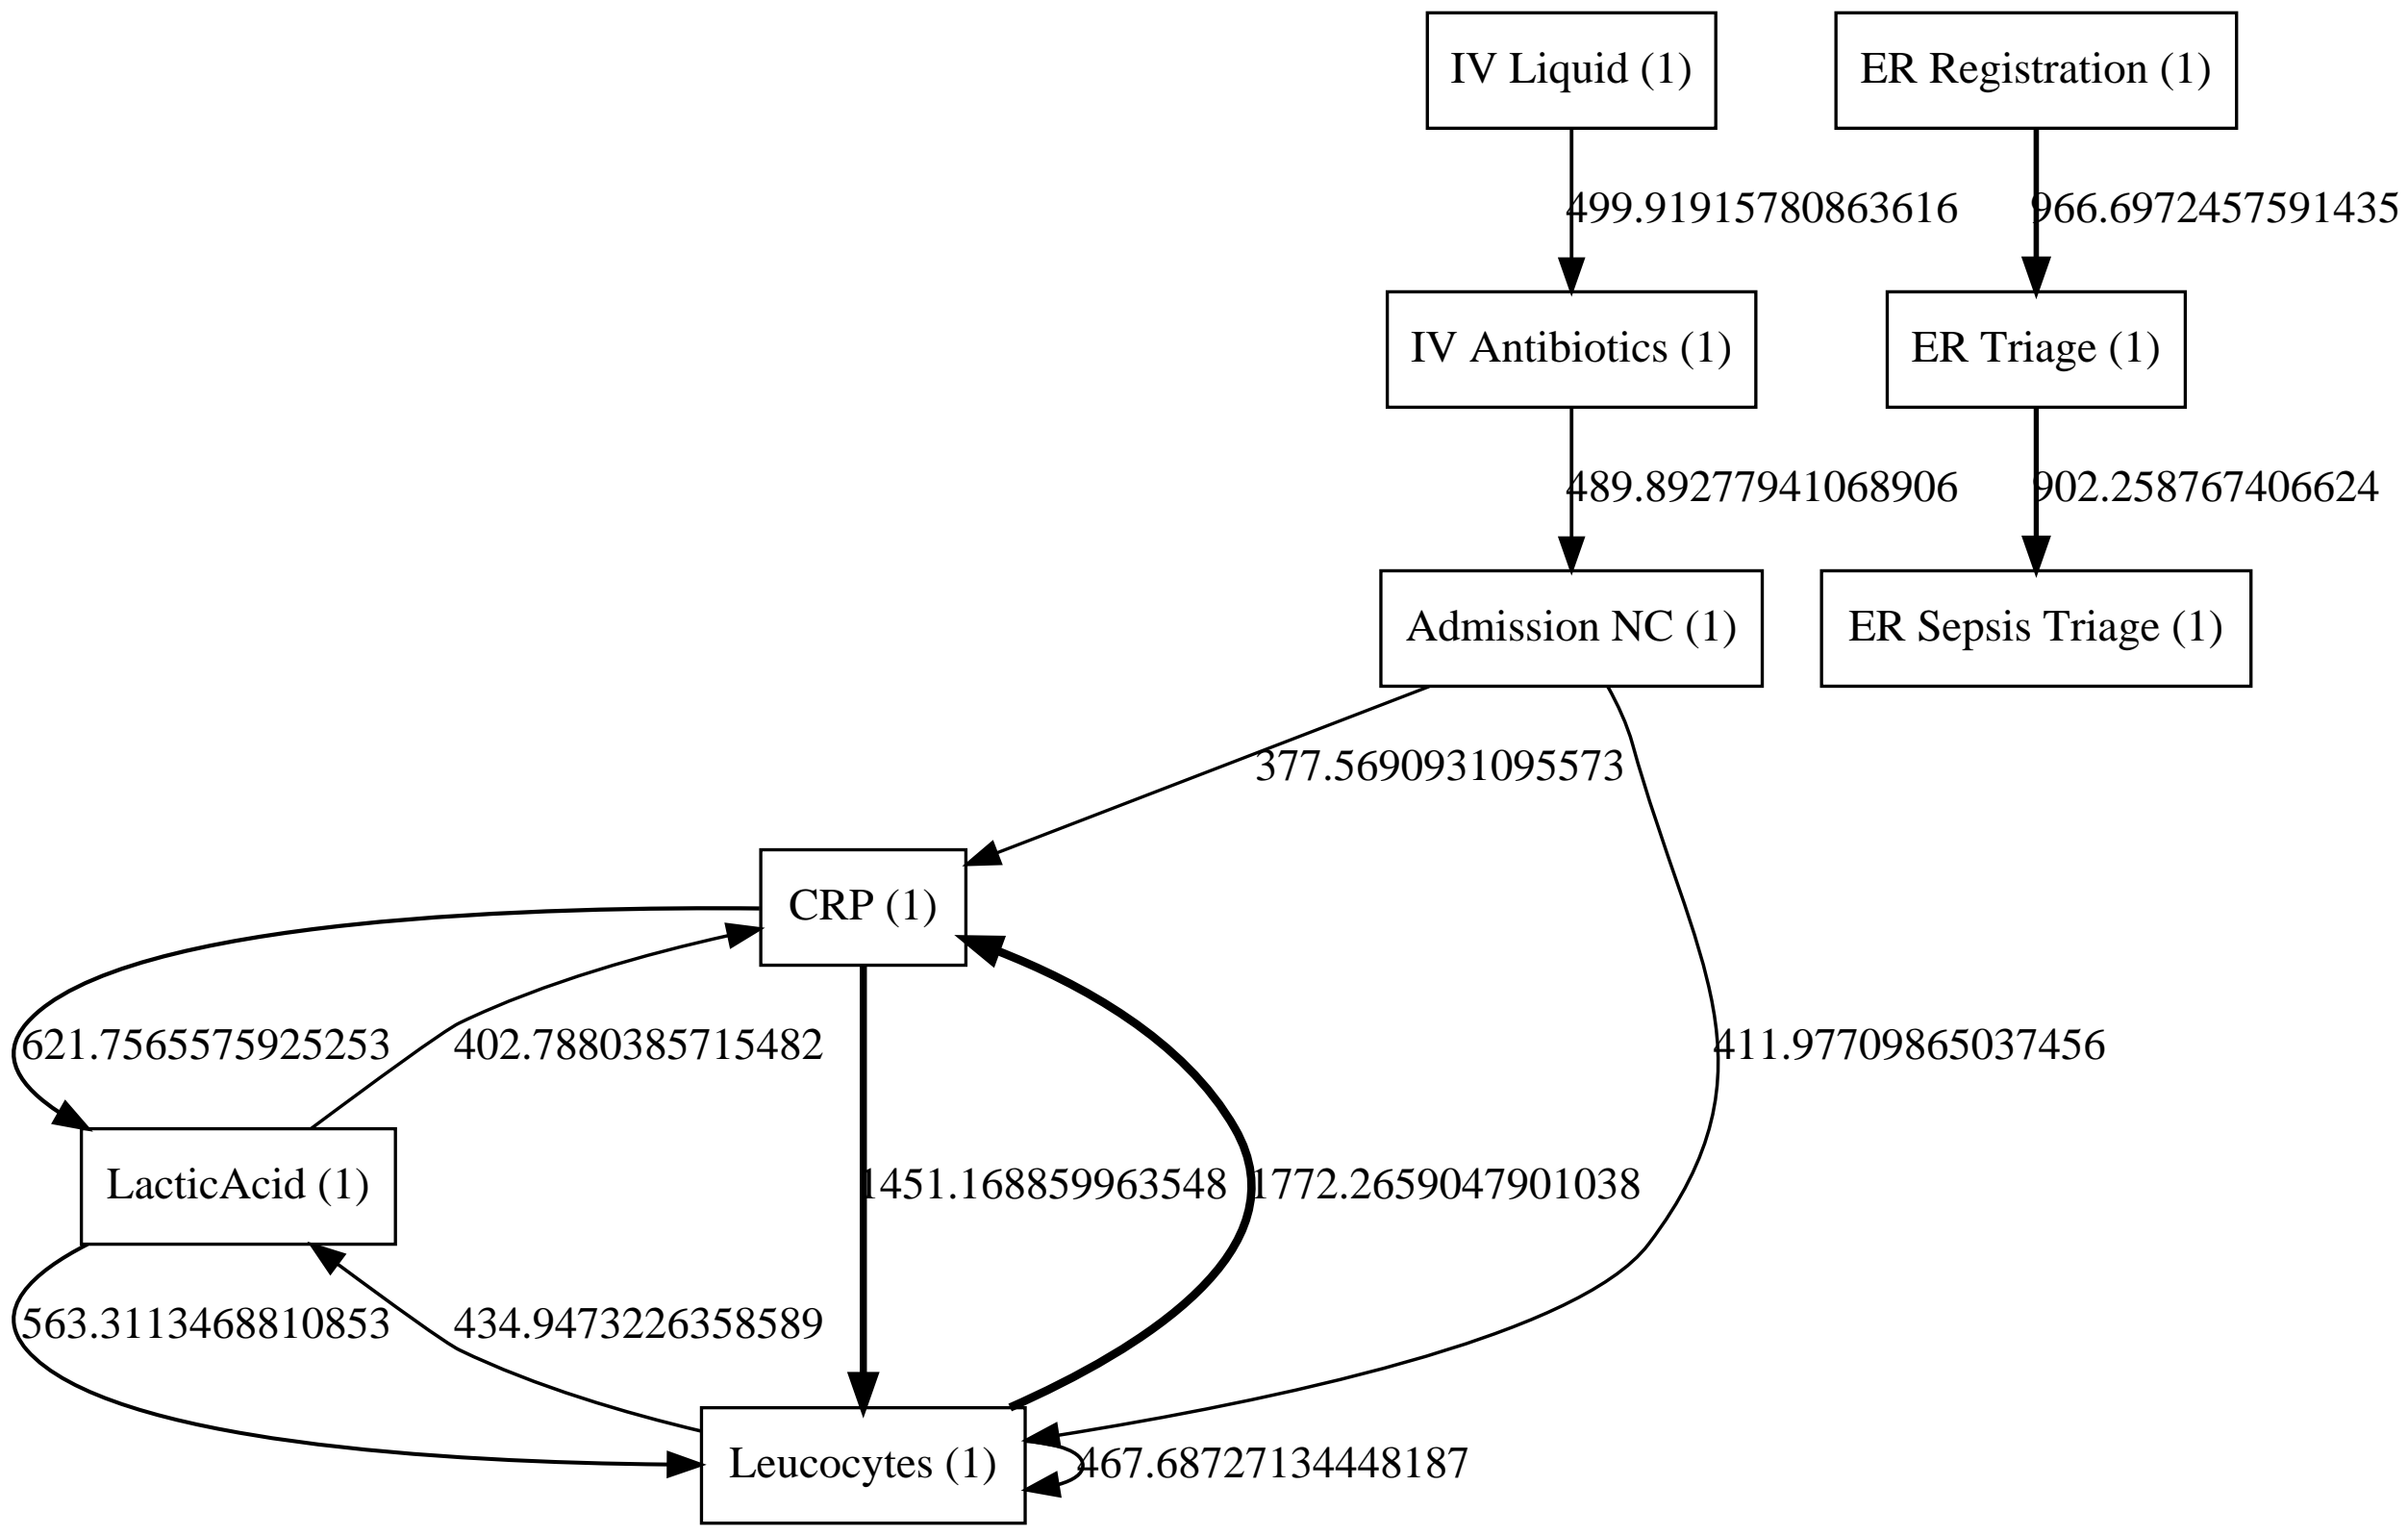 IV Liquid (1)
ER Registration (1)
499.91915780863616
966.6972457591435
IV Antibiotics (1)
ER Triage (1)
489.89277941068906
902.258767406624
Admission NC (1)
ER Sepsis Triage (1)
377.5690931095573
CRP (1)
621.7565575925253
402.7880385715482
411.97709865037456
LacticAcid (1)
1451.168859963548
1772.2659047901038
563.3113468810853
434.9473226358589
Leucocytes (1)
467.68727134448187